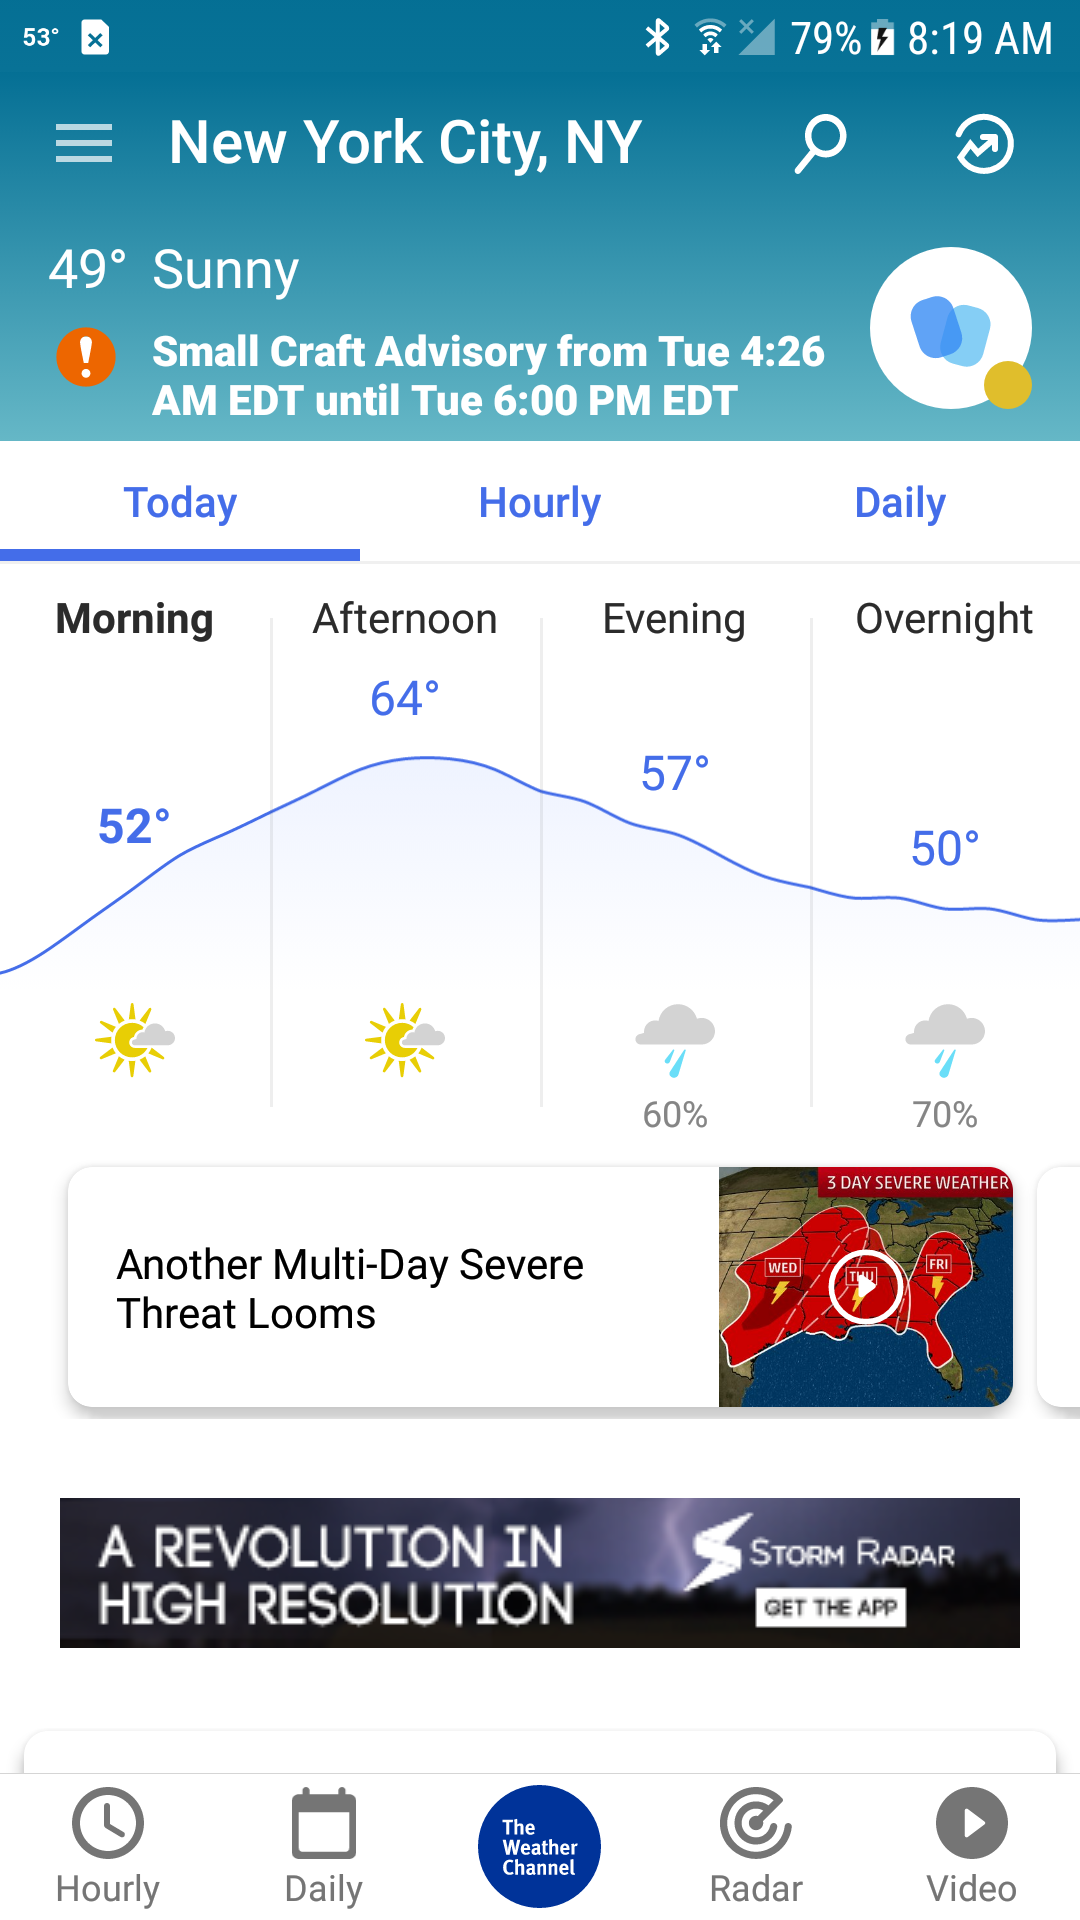 53° 79% 8:19 AM
New York City, NY
49° Sunny
Small Craft Advisory from Tue 4:26
AM EDT until Tue 6:00 PM EDT
Today Hourly Daily
Morning Afternoon Evening Overnight
64°
57°
52°
50°
60% 70%
3 DAY SEVERE WEATHER
Another Multi-Day Severe
Threat Looms
WED THU FRI
A REVOLUTION IN
HIGH RESOLUTION
STORM RADAR
GET THE APP
The
Weather
Channel
Hourly Daily Radar Video